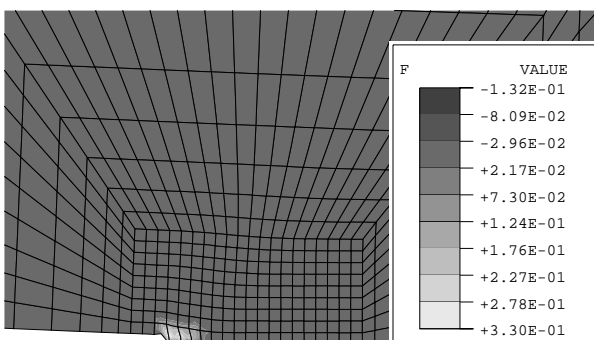 F VALUE
-1.32E-01
-8.09E-02
-2.96E-02
+2.17E-02
+7.30E-02
+1.24E-01
+1.76E-01
+2.27E-01
+2.78E-01
+3.30E-01